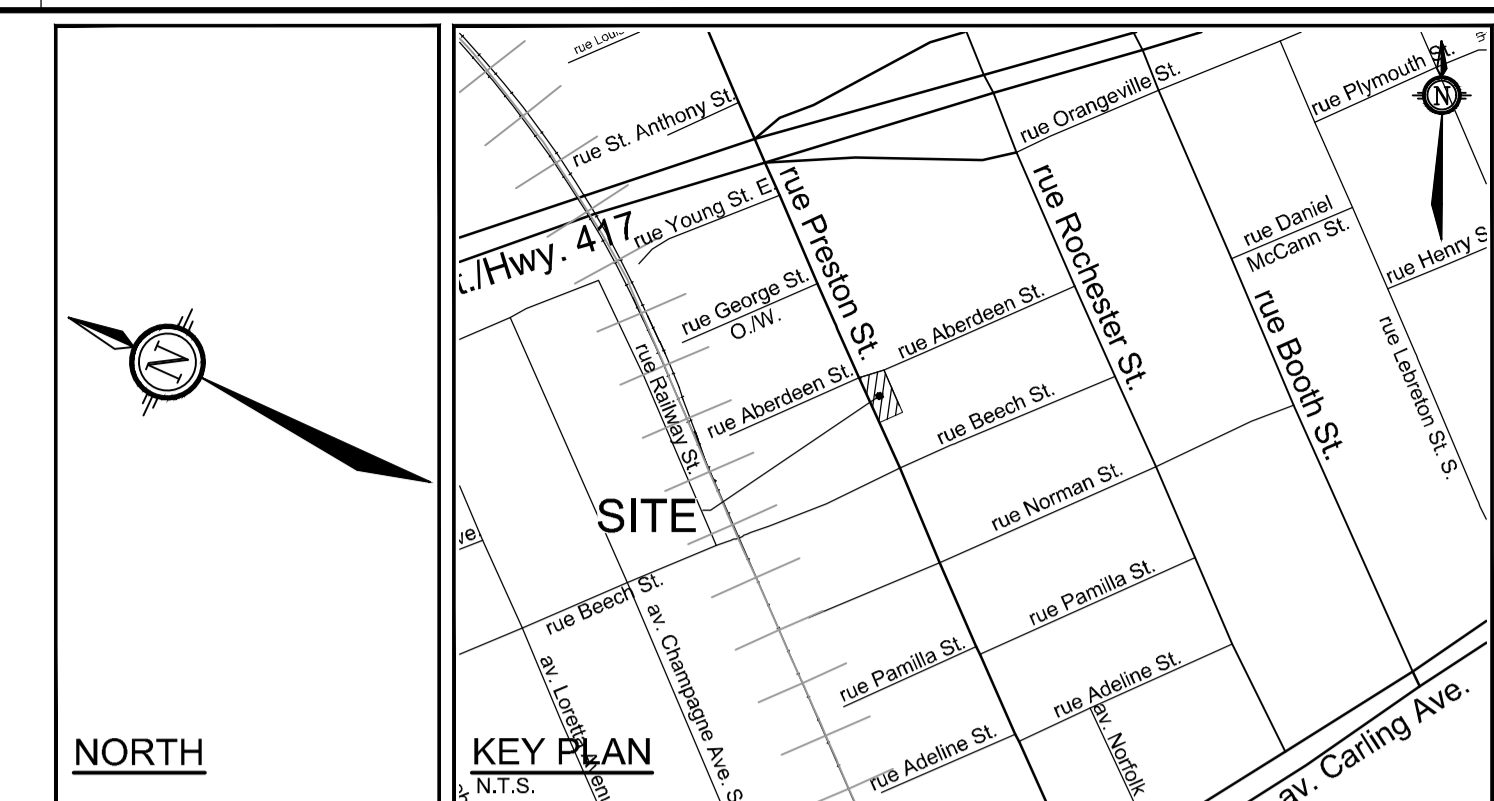 rue St. Anthony St.
rue Orangeville St.
rue Plymouth St.
N
rue Young St. E.
rue Preston St.
rue Rochester St.
rue Daniel
McCann St.
rue Henry
/Hwy. 417
rue George St.
O./W.
rue Aberdeen St.
rue Booth St.
rue Lebreton St. S.
rue Railway St.
rue Aberdeen St.
rue Beech St.
N
SITE
rue Norman St.
rue Beech St.
rue Pamilla St.
av. Champagne Ave. S
rue Pamilla St.
av. Loretta
rue Adeline St.
av. Norfolk
av. Carling Ave.
rue Adeline St.
NORTH
KEY PLAN
N.T.S.